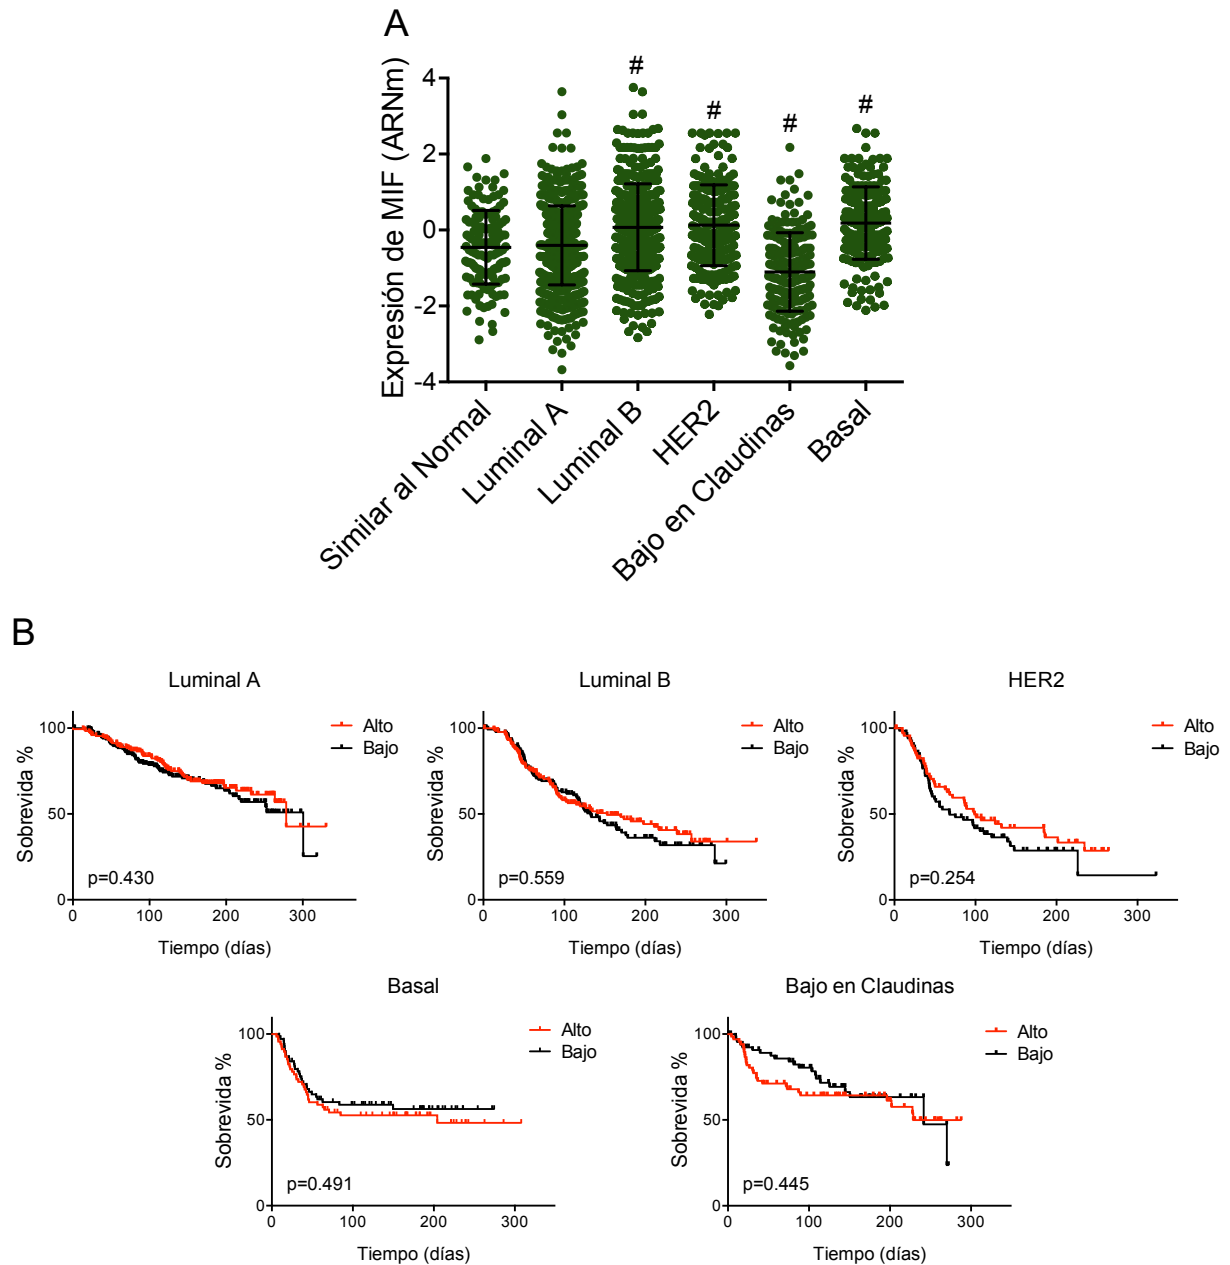 A
Expresión de MIF (ARNm)
4
2
0
-2
-4
#
#
#
#
Similar al Normal
Luminal A
Luminal B
HER2
Bajo en Claudinas
Basal
B
Luminal A
Sobrevida %
100
50
0
Alto
Bajo
p=0.430
0
100
200
300
Tiempo (días)
Luminal B
Sobrevida %
100
50
0
Alto
Bajo
p=0.559
0
100
200
300
Tiempo (días)
HER2
Sobrevida %
100
50
0
Alto
Bajo
p=0.254
0
100
200
300
Tiempo (días)
Basal
Sobrevida %
100
50
0
Alto
Bajo
p=0.491
0
100
200
300
Tiempo (días)
Bajo en Claudinas
Sobrevida %
100
50
0
Alto
Bajo
p=0.445
0
100
200
300
Tiempo (días)